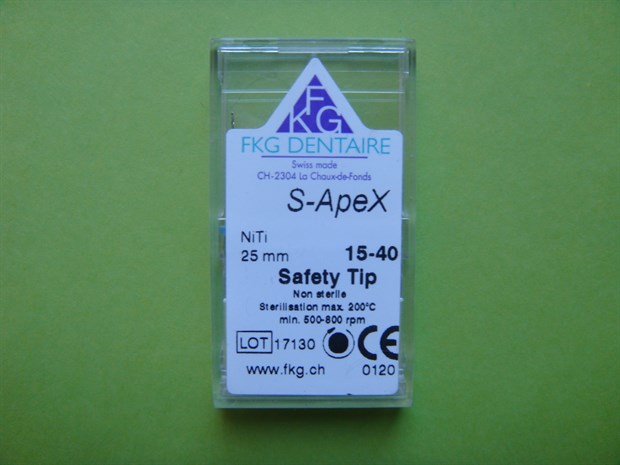 F
KG
FKG DENTAIRE
Swiss made
CH-2304 La Chaux-de-Fonds
S-ApeX
NiTi
25 mm 15-40
Safety Tip
Non sterile
Sterilisation max. 200°C
min. 500-800 rpm
LOT 17130 CE
www.fkg.ch 0120